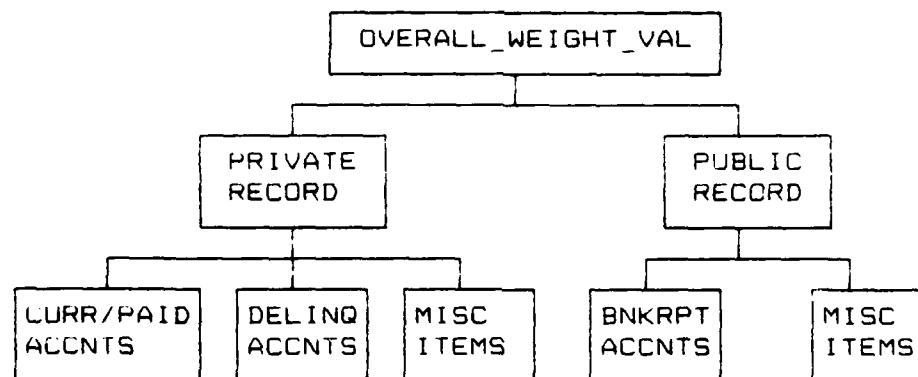 OVERALL_WEIGHT_VAL
PRIVATE
RECORD
PUBLIC
RECORD
CURR/PAID
ACCNTS
DELINQ
ACCNTS
MISC
ITEMS
BNKRPT
ACCNTS
MISC
ITEMS